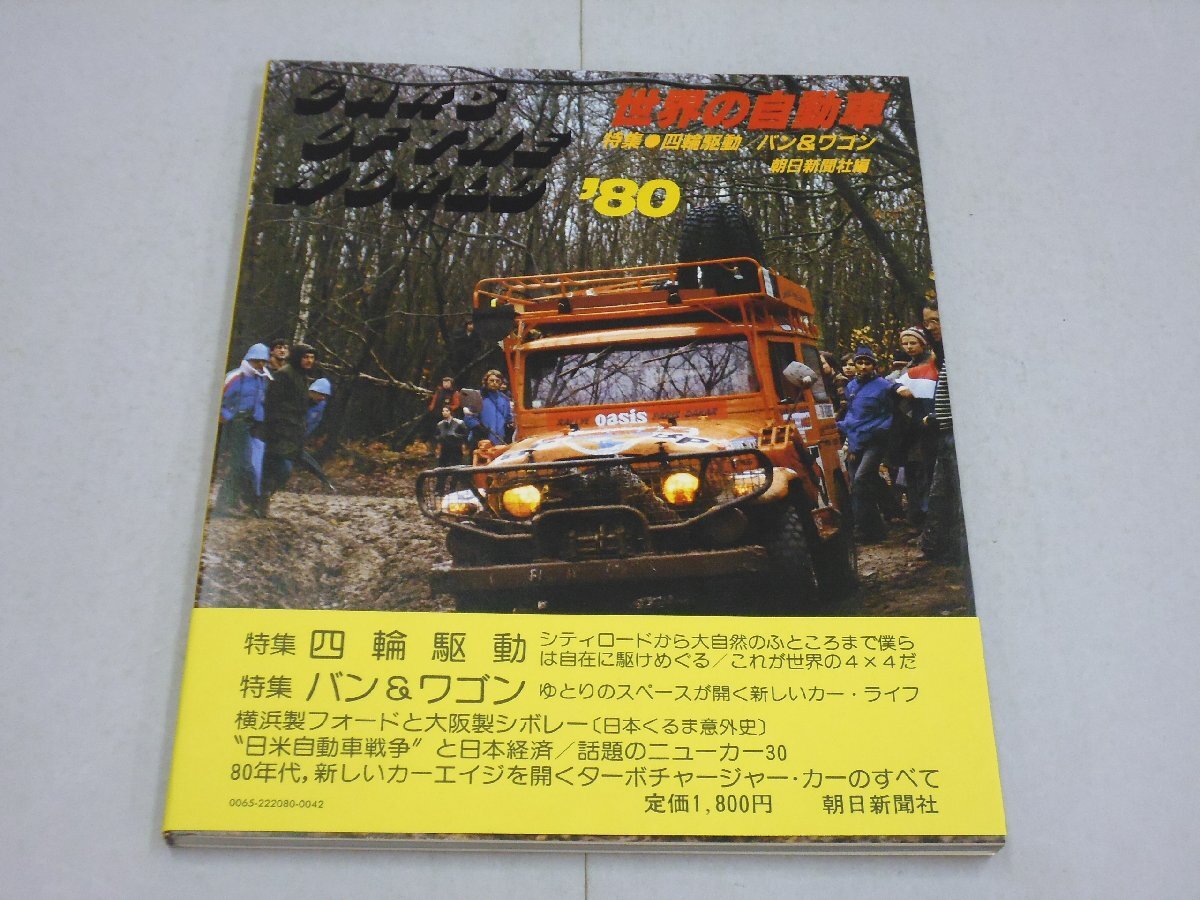 CARS
OF THE
WORLD
世界の自動車
特集●四輪駆動/バン&ワゴン
朝日新聞社編
'80
oasis
特集 四輪駆動 シティロードから大自然のふところまで僕ら
は自在に駆けめぐる/これが世界の4×4だ
特集 バン&ワゴン ゆとりのスペースが開く新しいカー・ライフ
横浜製フォードと大阪製シボレー〔日本くるま意外史〕
“日米自動車戦争”と日本経済/話題のニューカー30
80年代,新しいカーエイジを開くターボチャージャー・カーのすべて
0065-222080-0042 定価1,800円 朝日新聞社